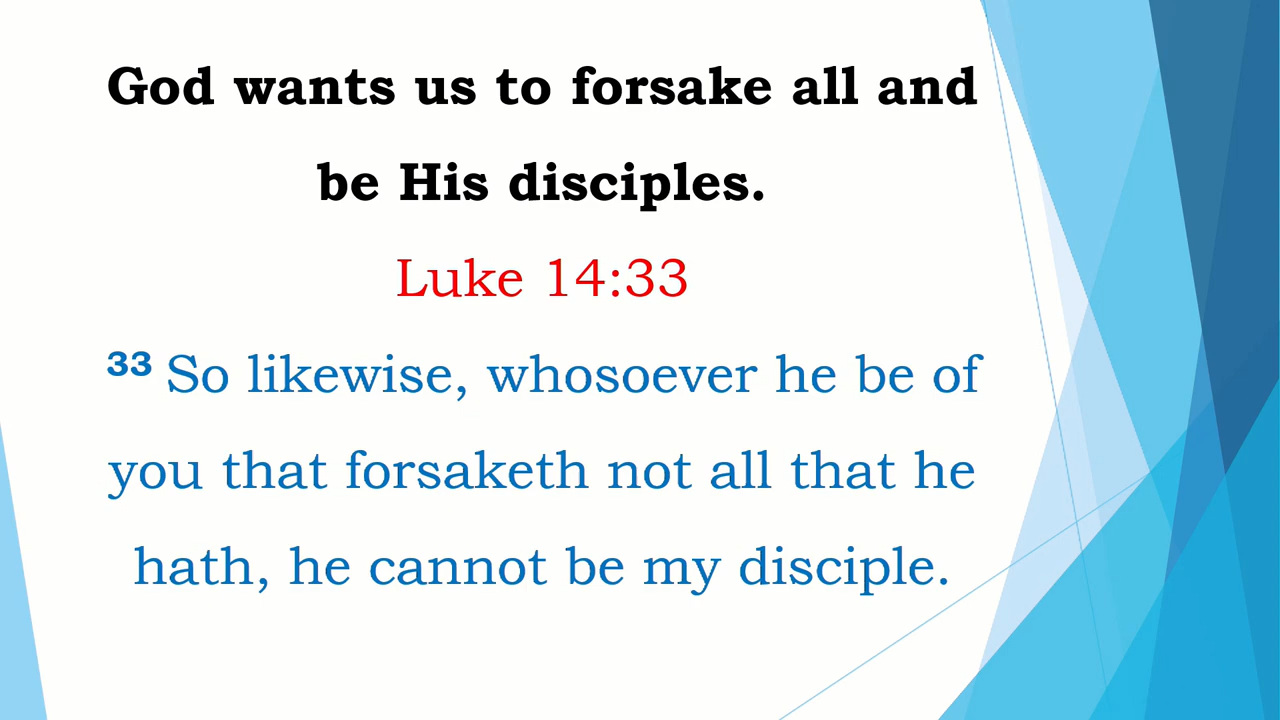 God wants us to forsake all and
be His disciples.
Luke 14:33
33 So likewise, whosoever he be of
you that forsaketh not all that he
hath, he cannot be my disciple.